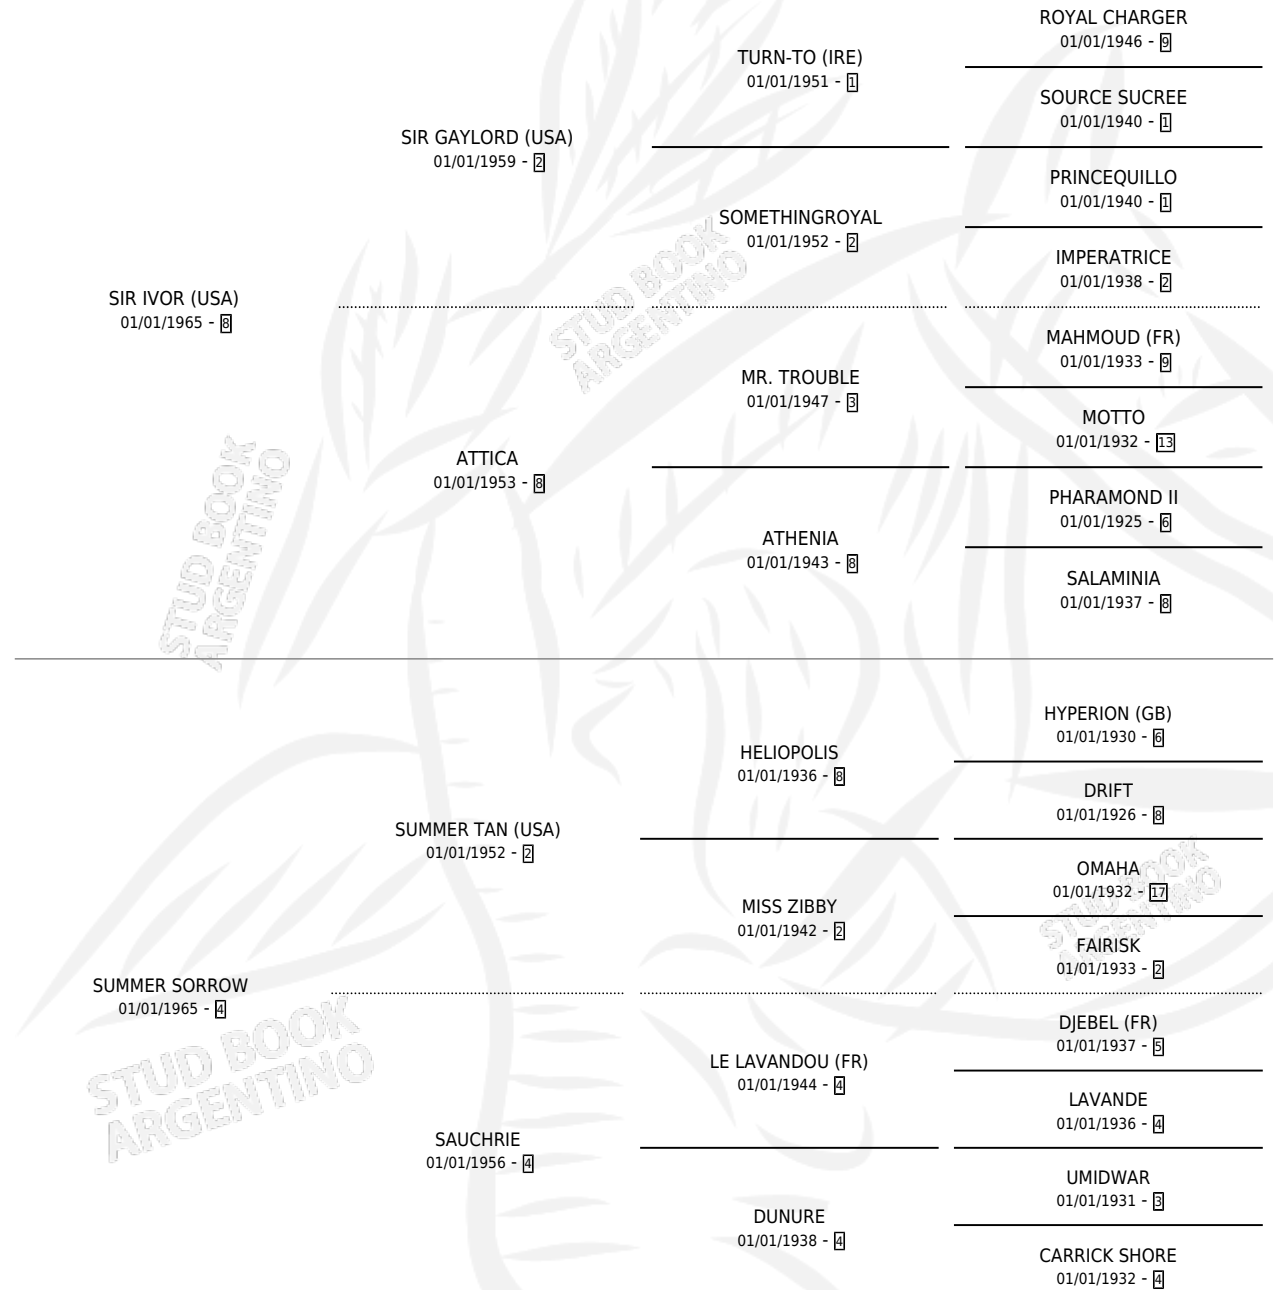 ROYAL CHARGER
01/01/1946 - 9
TURN-TO (IRE)
01/01/1951 - 1
SOURCE SUCREE
01/01/1940 - 1
SIR GAYLORD (USA)
01/01/1959 - 2
PRINCEQUILLO
01/01/1940 - 1
SOMETHINGROYAL
01/01/1952 - 2
IMPERATRICE
01/01/1938 - 2
SIR IVOR (USA)
01/01/1965 - 8
STUD BOOK
ARGENTINO
MAHMOUD (FR)
01/01/1933 - 9
MR. TROUBLE
01/01/1947 - 3
MOTTO
01/01/1932 - 13
ATTICA
01/01/1953 - 8
PHARAMOND II
01/01/1925 - 6
ATHENIA
01/01/1943 - 8
SALAMINIA
01/01/1937 - 8
STUD BOOK
ARGENTINO
HYPERION (GB)
01/01/1930 - 6
HELIOPOLIS
01/01/1936 - 8
DRIFT
01/01/1926 - 8
SUMMER TAN (USA)
01/01/1952 - 2
OMAHA
01/01/1932 - 17
MISS ZIBBY
01/01/1942 - 2
FAIRISK
01/01/1933 - 2
STUD BOOK
ARGENTINO
SUMMER SORROW
01/01/1965 - 4
DJEBEL (FR)
01/01/1937 - 5
LE LAVANDOU (FR)
01/01/1944 - 4
LAVANDE
01/01/1936 - 4
STUD BOOK
ARGENTINO
SAUCHRIE
01/01/1956 - 4
UMIDWAR
01/01/1931 - 3
DUNURE
01/01/1938 - 4
CARRICK SHORE
01/01/1932 - 4